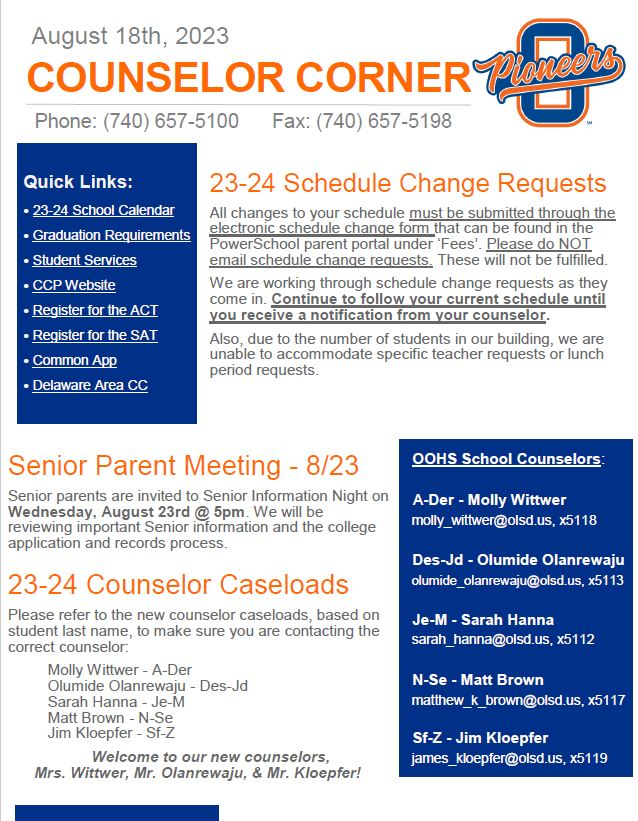 August 18th, 2023
COUNSELOR CORNER
Pioneers
Phone: (740) 657-5100 Fax: (740) 657-5198
Quick Links:
• 23-24 School Calendar
• Graduation Requirements
• Student Services
• CCP Website
• Register for the ACT
• Register for the SAT
• Common App
• Delaware Area CC
23-24 Schedule Change Requests
All changes to your schedule must be submitted through the
electronic schedule change form that can be found in the
PowerSchool parent portal under ‘Fees’. Please do NOT
email schedule change requests. These will not be fulfilled.
We are working through schedule change requests as they
come in. Continue to follow your current schedule until
you receive a notification from your counselor.
Also, due to the number of students in our building, we are
unable to accommodate specific teacher requests or lunch
period requests.
Senior Parent Meeting - 8/23
Senior parents are invited to Senior Information Night on
Wednesday, August 23rd @ 5pm. We will be
reviewing important Senior information and the college
application and records process.
23-24 Counselor Caseloads
Please refer to the new counselor caseloads, based on
student last name, to make sure you are contacting the
correct counselor:
Molly Wittwer - A-Der
Olumide Olanrewaju - Des-Jd
Sarah Hanna - Je-M
Matt Brown - N-Se
Jim Kloepfer - Sf-Z
Welcome to our new counselors,
Mrs. Wittwer, Mr. Olanrewaju, & Mr. Kloepfer!
OOHS School Counselors:
A-Der - Molly Wittwer
molly_wittwer@olsd.us, x5118
Des-Jd - Olumide Olanrewaju
olumide_olanrewaju@olsd.us, x5113
Je-M - Sarah Hanna
sarah_hanna@olsd.us, x5112
N-Se - Matt Brown
matthew_k_brown@olsd.us, x5117
Sf-Z - Jim Kloepfer
james_kloepfer@olsd.us, x5119